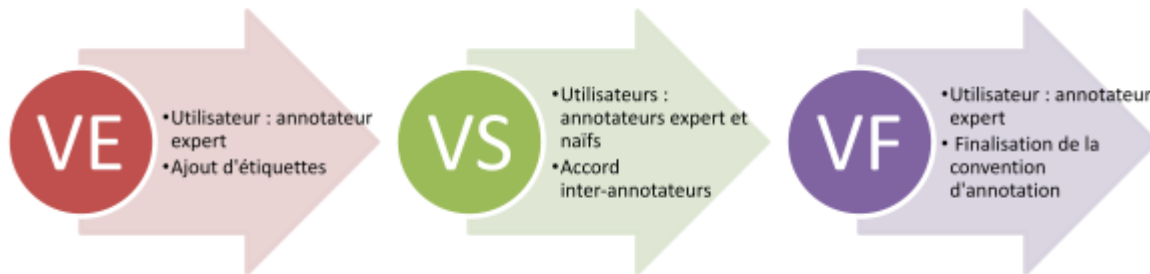 VE
•Utilisateur : annotateur
expert
•Ajout d'étiquettes
VS
•Utilisateurs :
annotateurs expert et
naïfs
•Accord
inter-annotateurs
VF
•Utilisateur : annotateur
expert
• Finalisation de la
convention
d'annotation